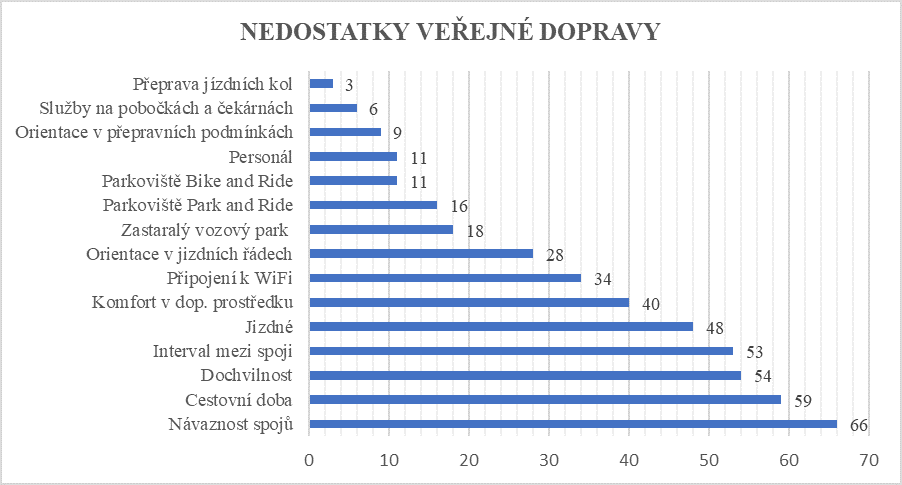 NEDOSTATKY VEŘEJNÉ DOPRAVY
Přeprava jízdních kol 3
Služby na pobočkách a čekárnách 6
Orientace v přepravních podmínkách 9
Personál 11
Parkoviště Bike and Ride 11
Parkoviště Park and Ride 16
Zastaralý vozový park 18
Orientace v jizdních řádech 28
Připojení k WiFi 34
Komfort v dop. prostředku 40
Jizdné 48
Interval mezi spoji 53
Dochvilnost 54
Cestovní doba 59
Návaznost spojů 66
0 10 20 30 40 50 60 70